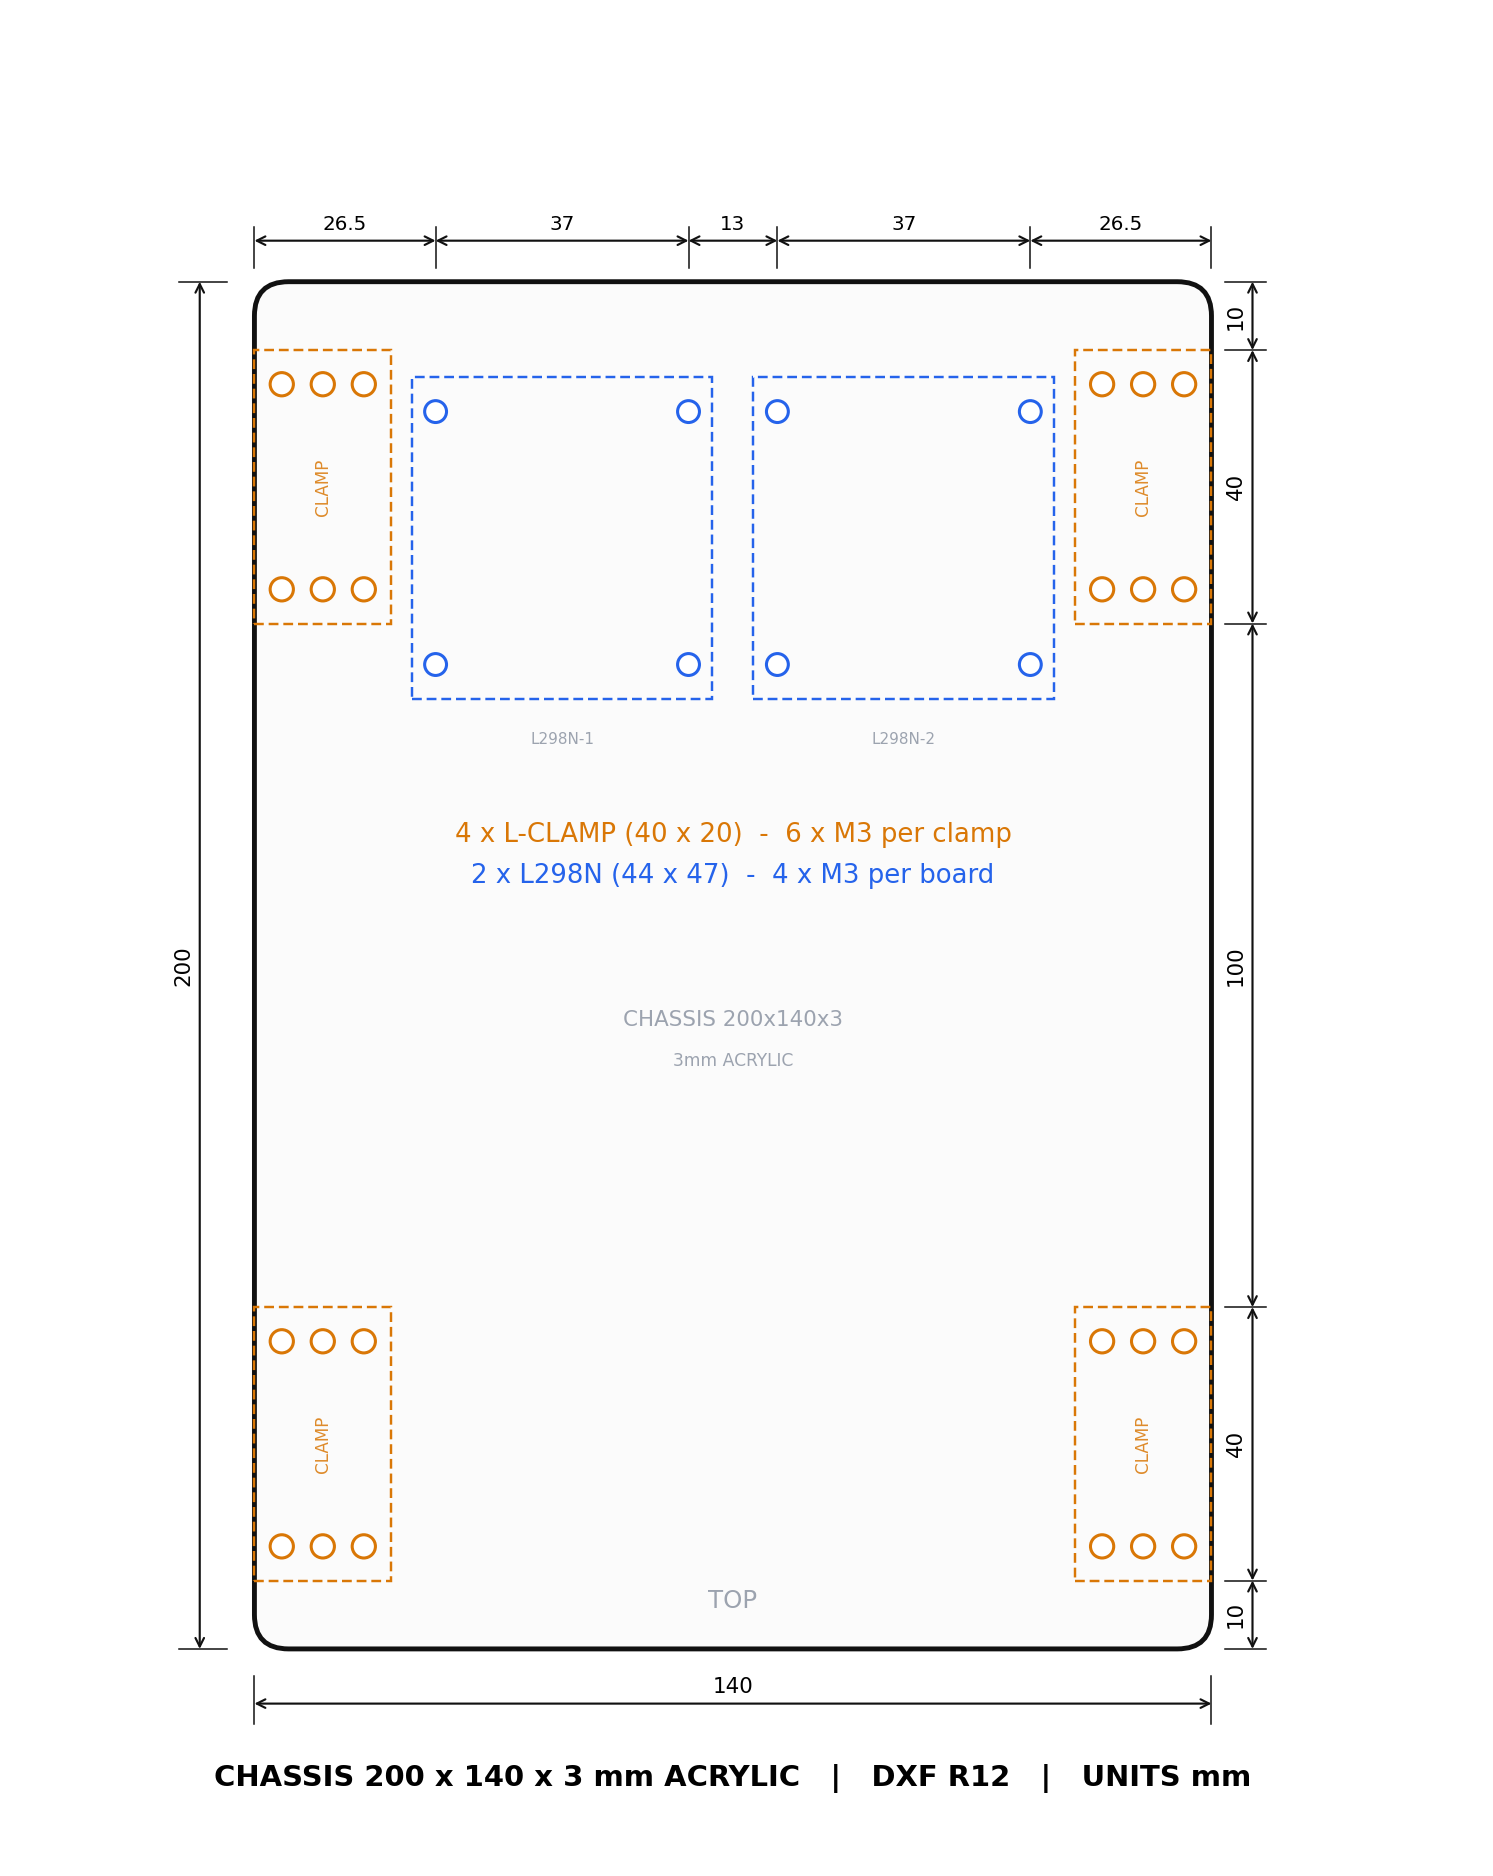 26.5 37 13 37 26.5
10
CLAMP CLAMP
40
L298N-1 L298N-2
4 x L-CLAMP (40 x 20) - 6 x M3 per clamp
2 x L298N (44 x 47) - 4 x M3 per board
200 100
CHASSIS 200x140x3
3mm ACRYLIC
CLAMP CLAMP
40
TOP
10
140
CHASSIS 200 x 140 x 3 mm ACRYLIC | DXF R12 | UNITS mm